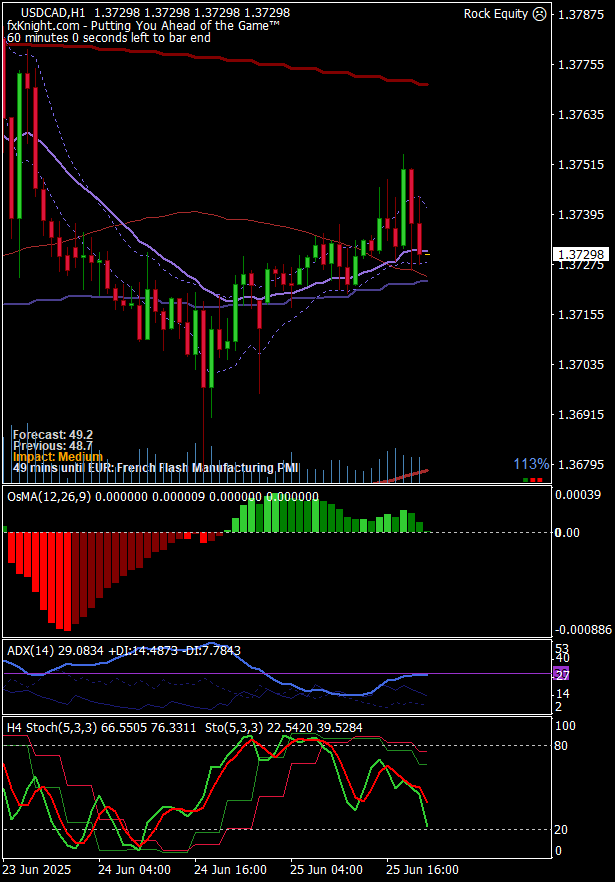 USDCAD,H1 1.37298 1.37298 1.37298 1.37298
Rock Equity ☹
fxKnight.com - Putting You Ahead of the Game™
60 minutes 0 seconds left to bar end
1.37875
1.37755
1.37635
1.37515
1.37395
1.37298
1.37275
1.37155
1.37035
1.36915
1.36795
Forecast: 49.2
Previous: 48.7
Impact: Medium
49 mins until EUR: French Flash Manufacturing PMI
113%
OsMA(12,26,9) 0.000000 0.000009 0.000000 0.000000
0.00039
0.00
-0.000886
ADX(14) 29.0834 +DI:14.4873 -DI:7.7843
53
40
27
14
2
H4 Stoch(5,3,3) 66.5505 76.3311 Sto(5,3,3) 22.5420 39.5284
100
80
20
0
23 Jun 2025 24 Jun 04:00 24 Jun 16:00 25 Jun 04:00 25 Jun 16:00